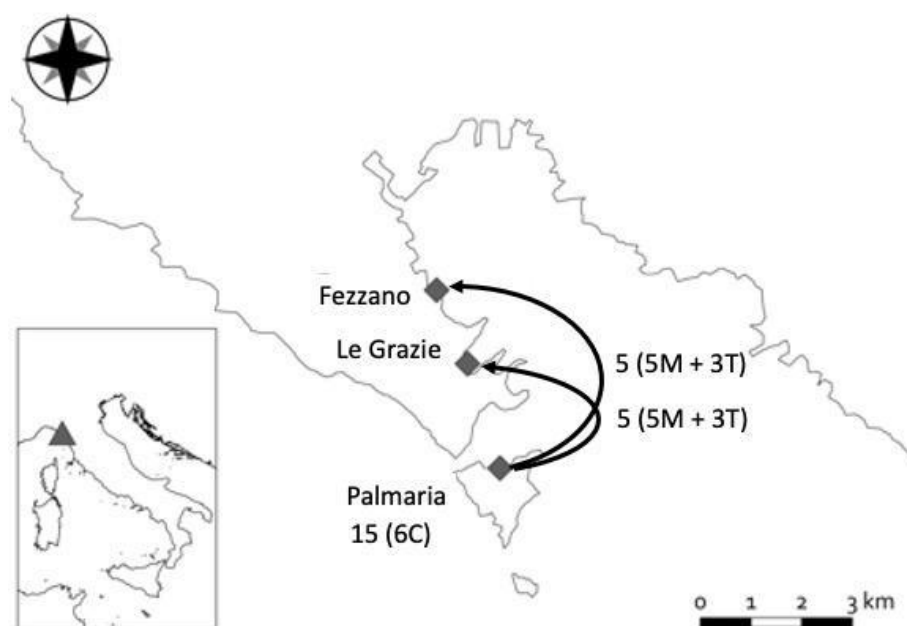 Fezzano
Le Grazie
5 (5M + 3T)
5 (5M + 3T)
Palmaria
15 (6C)
0 1 2 3 km